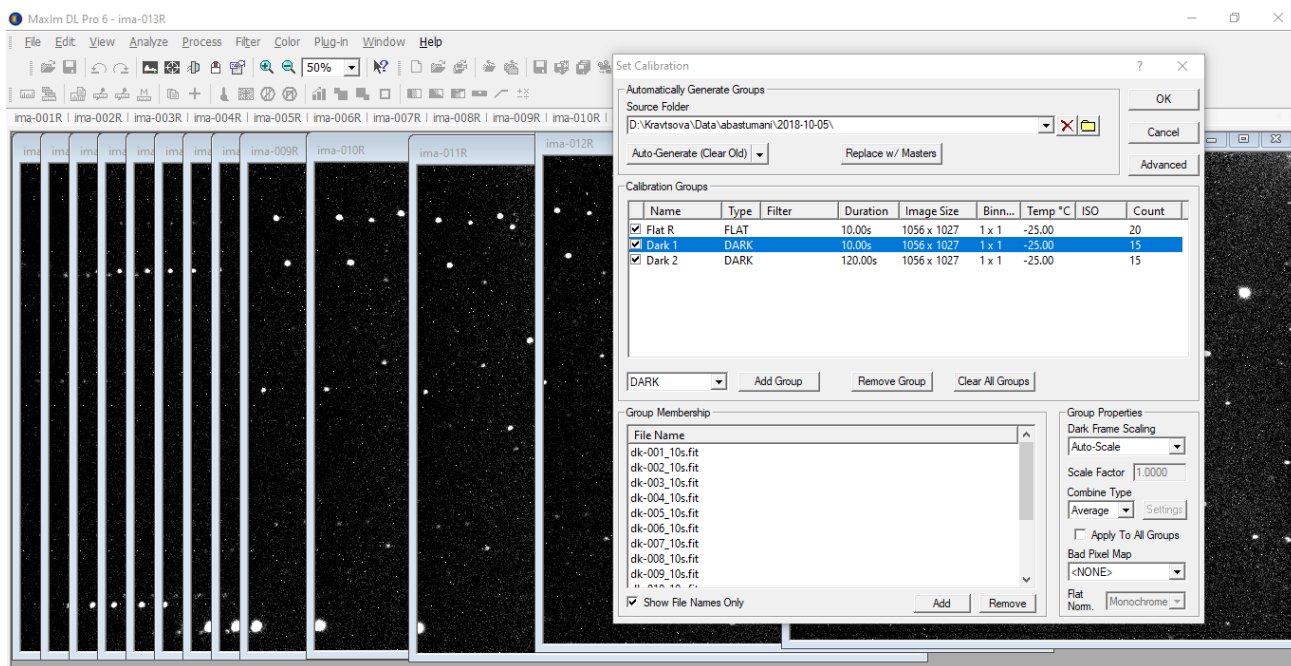 MaxIm DL Pro 6 - ima-013R
File Edit View Analyze Process Filter Color Plug-in Window Help
50%
ima-001R ima-002R ima-003R ima-004R ima-005R ima-006R ima-007R ima-008R ima-009R ima-010R
ima ima ima ima ima ima ima ima ima-009R ima-010R ima-011R ima-012R
Set Calibration
Automatically Generate Groups
Source Folder
D:\Kravtsova\Data\abastumani\2018-10-05\
Auto-Generate (Clear Old) Replace w/ Masters
OK
Cancel
Advanced
Calibration Groups
Name Type Filter Duration Image Size Binn... Temp °C ISO Count
Flat R FLAT 10.00s 1056 x 1027 1 x 1 -25.00 20
Dark 1 DARK 10.00s 1056 x 1027 1 x 1 -25.00 15
Dark 2 DARK 120.00s 1056 x 1027 1 x 1 -25.00 15
DARK Add Group Remove Group Clear All Groups
Group Membership
File Name
dk-001_10s.fit
dk-002_10s.fit
dk-003_10s.fit
dk-004_10s.fit
dk-005_10s.fit
dk-006_10s.fit
dk-007_10s.fit
dk-008_10s.fit
dk-009_10s.fit
Show File Names Only Add Remove
Group Properties
Dark Frame Scaling
Auto-Scale
Scale Factor 1.0000
Combine Type
Average Settings
Apply To All Groups
Bad Pixel Map
<NONE>
Flat Norm. Monochrome